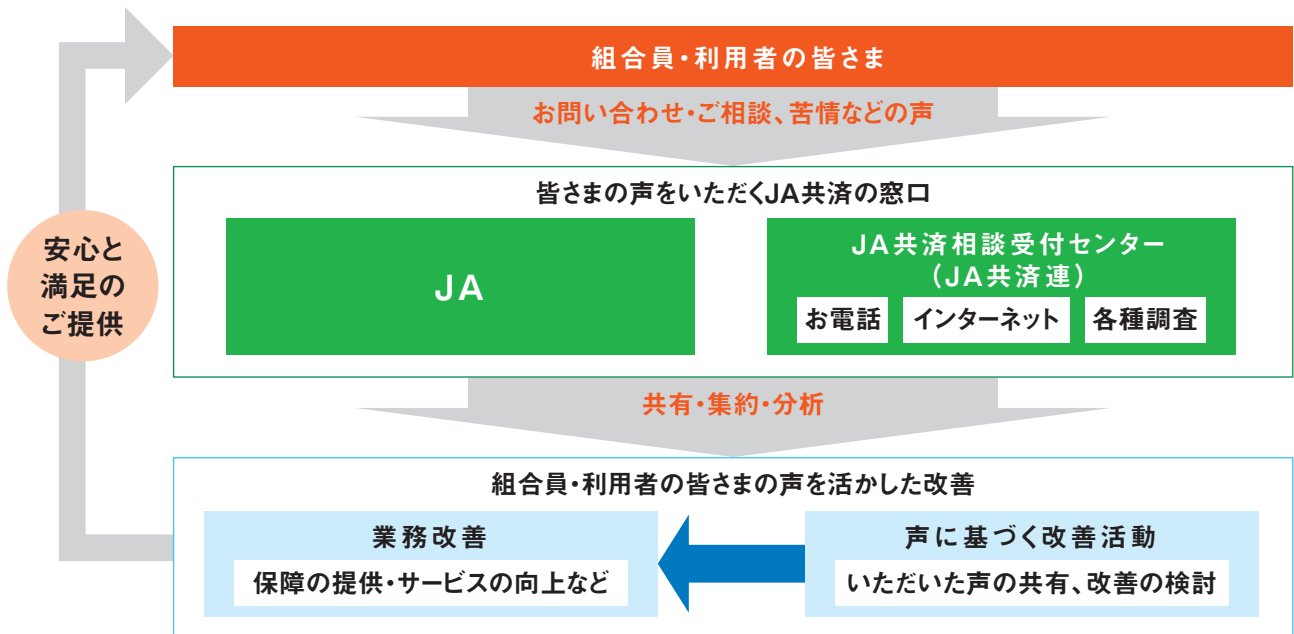 組合員・利用者の皆さま
お問い合わせ・ご相談、苦情などの声
皆さまの声をいただくJA共済の窓口
JA
JA共済相談受付センター
（JA共済連）
お電話
インターネット
各種調査
安心と
満足の
ご提供
共有・集約・分析
組合員・利用者の皆さまの声を活かした改善
業務改善
保障の提供・サービスの向上など
声に基づく改善活動
いただいた声の共有、改善の検討